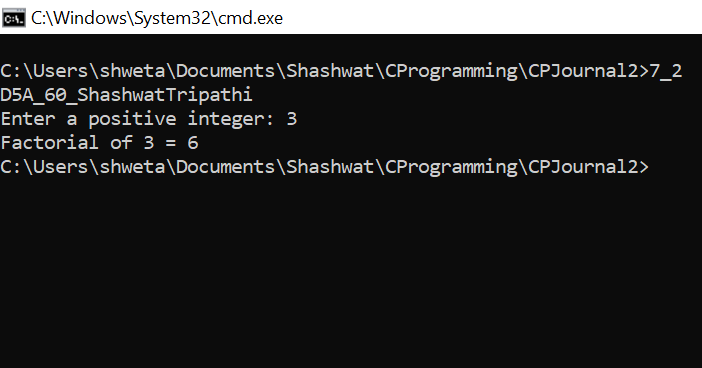 C:\Windows\System32\cmd.exe
C:\Users\shweta\Documents\Shashwat\CProgramming\CPJournal2>7_2
D5A_60_ShashwatTripathi
Enter a positive integer: 3
Factorial of 3 = 6
C:\Users\shweta\Documents\Shashwat\CProgramming\CPJournal2>